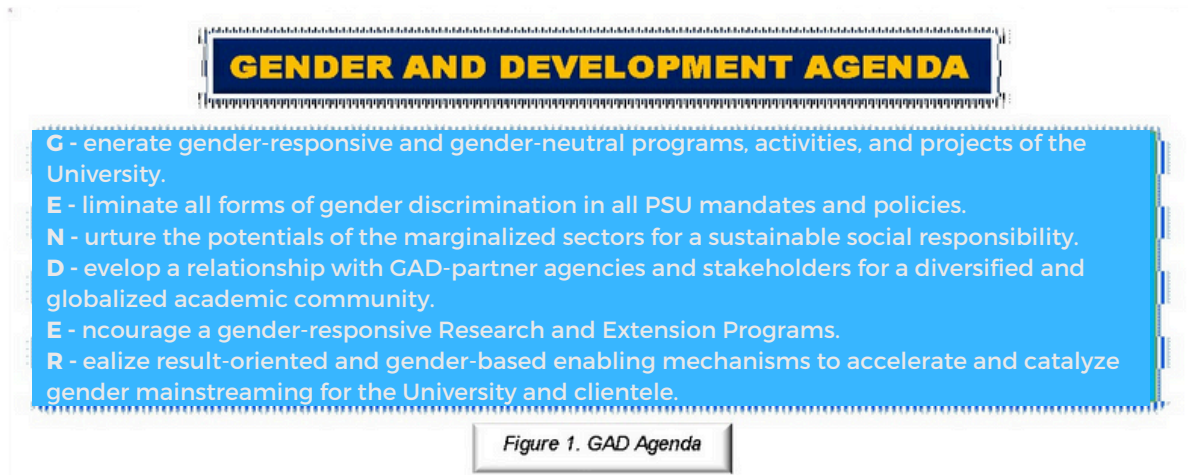 GENDER AND DEVELOPMENT AGENDA
G - enerate gender-responsive and gender-neutral programs, activities, and projects of the
University.
E - liminate all forms of gender discrimination in all PSU mandates and policies.
N - urture the potentials of the marginalized sectors for a sustainable social responsibility.
D - evelop a relationship with GAD-partner agencies and stakeholders for a diversified and
globalized academic community.
E - ncourage a gender-responsive Research and Extension Programs.
R - ealize result-oriented and gender-based enabling mechanisms to accelerate and catalyze
gender mainstreaming for the University and clientele.
Figure 1. GAD Agenda